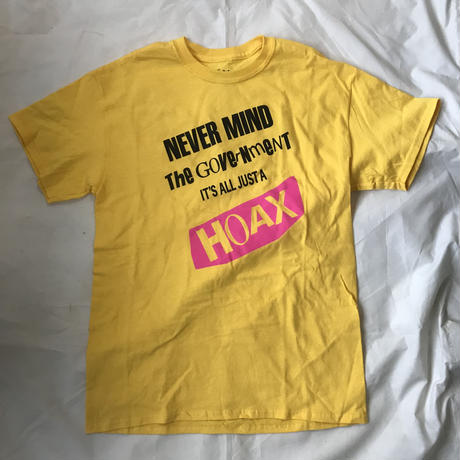 NEVER MIND
The GOVerNmeNT
IT'S ALL JUST A
HOAX